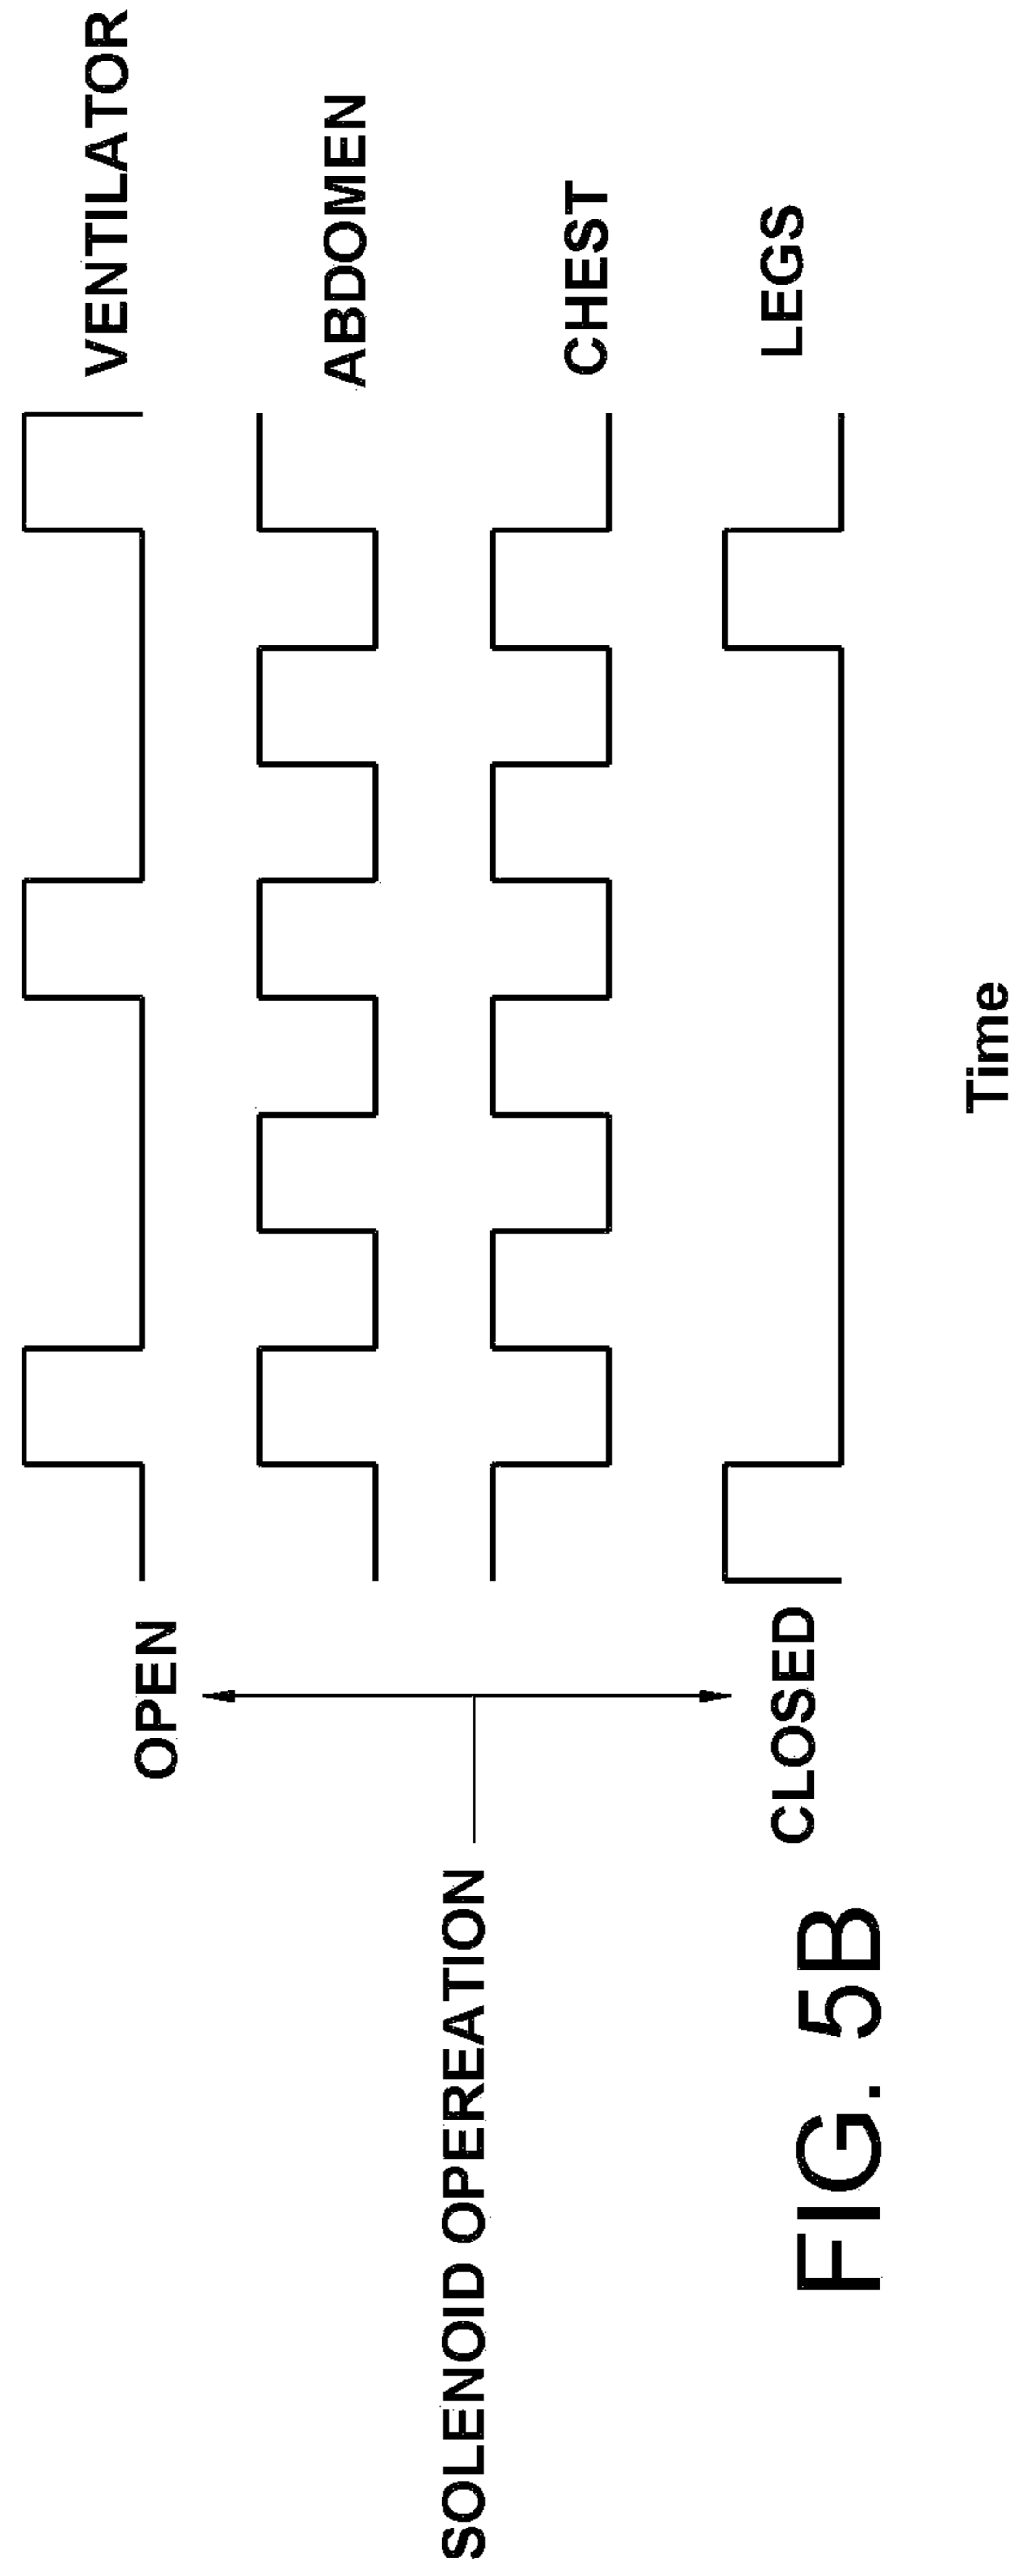 VENTILATOR
OPEN
ABDOMEN
SOLENOID OPEREATION
CHEST
CLOSED
LEGS
Time
FIG. 5B